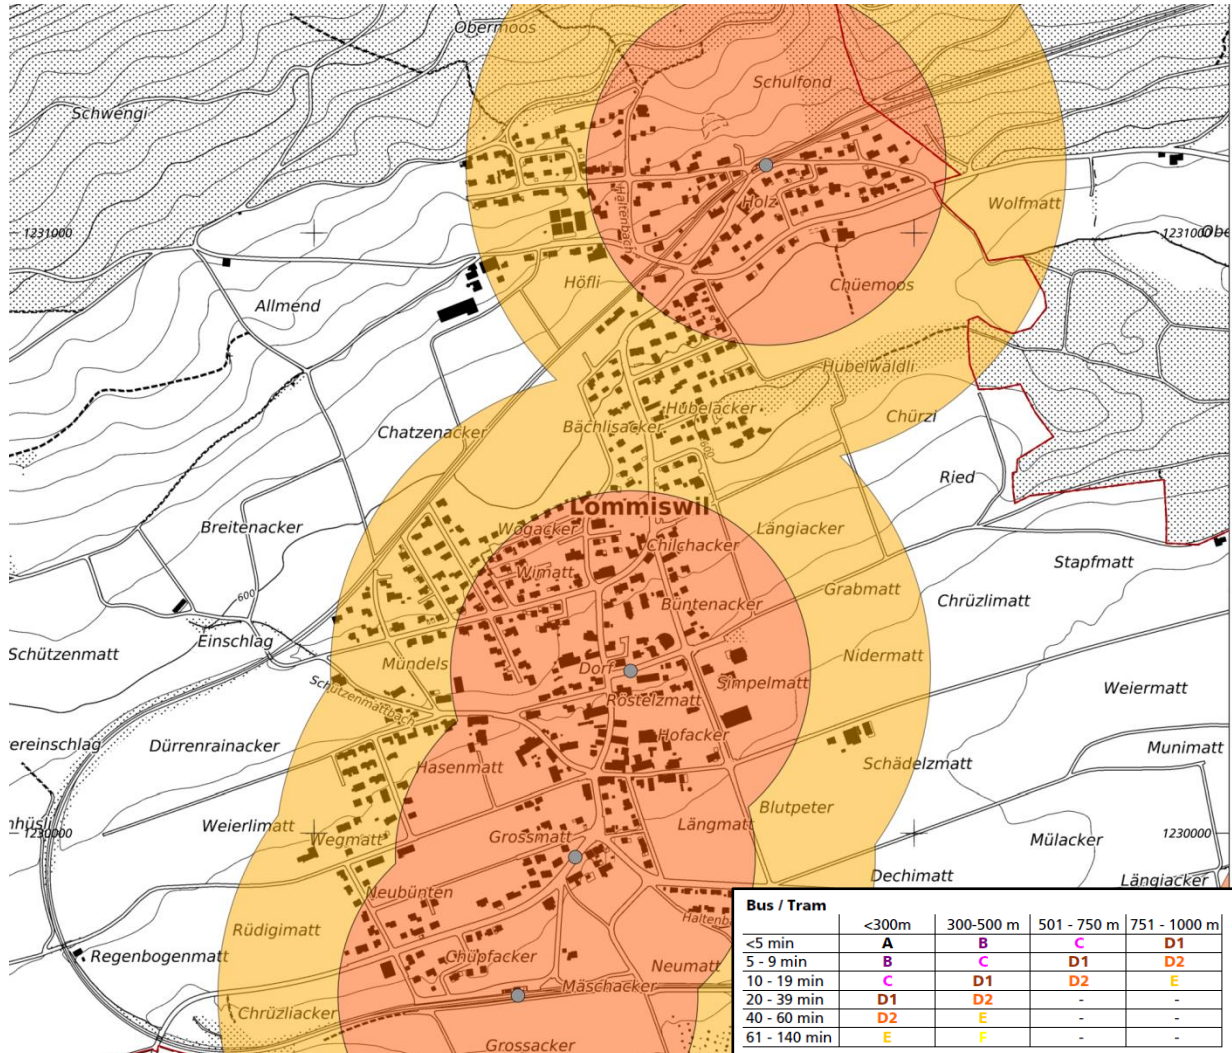 Obermoos
Schulfond
Schwengi
Haltenbach
Holz
Wolfmatt
1231000
1231000
Obe
Höfli
Chüemoos
Allmend
Hubelwäldli
Hubelacker
Chürzi
Bächlisacker
Chatzenacker
600
Ried
Lommiswil
Breitenacker
Wogacker
Längiacker
Chilchacker
Stapfmatt
Wimatt
Grabmatt
600
Büntenacker
Chrüzlimatt
Einschlag
Schützenmatt
Mündels
Dorf
Nidermatt
Schützenmattbach
Simpelmatt
Weiermatt
Röstelzmatt
ereinschlag
Dürrenrainacker
Hofacker
Munimatt
Hasenmatt
Schädelzmatt
Blutpeter
nhüsli
1230000
Weierlimatt
Wegmatt
Grossmatt
Längmatt
1230000
Mülacker
Dechimatt
Längiacker
Neubünten
Haltenb
Rüdigimatt
Regenbogenmatt
Chüpfacker
Neumatt
Mäschacker
Chrüzliacker
Grossacker
Bus / Tram
<300m 300-500 m 501 - 750 m 751 - 1000 m
<5 min A B C D1
5 - 9 min B C D1 D2
10 - 19 min C D1 D2 E
20 - 39 min D1 D2 - -
40 - 60 min D2 E - -
61 - 140 min E F - -